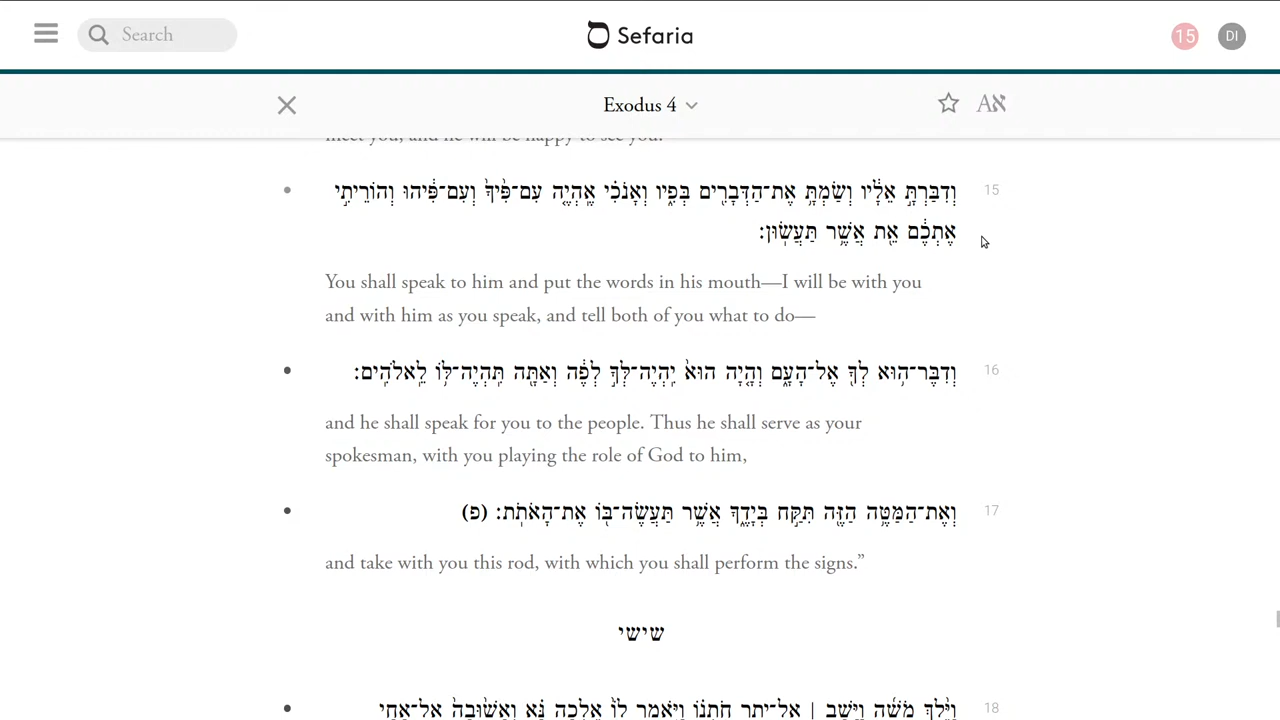 Search
Sefaria
15
DI
Exodus 4
Aאָ
meet you, and he will be happy to see you.
15
וְדִבַּרְתָּ֣ אֵלָ֔יו וְשַׂמְתָּ֥ אֶת־הַדְּבָרִ֖ים בְּפִ֑יו וְאָנֹכִ֗י אֶֽהְיֶ֤ה עִם־פִּ֙יךָ֙ וְעִם־פִּ֔יהוּ וְהוֹרֵיתִ֣י
אֶתְכֶ֔ם אֵ֖ת אֲשֶׁ֥ר תַּעֲשֽׂוּן׃
You shall speak to him and put the words in his mouth—I will be with you
and with him as you speak, and tell both of you what to do—
16
וְדִבֶּר־ה֥וּא לְךָ֖ אֶל־הָעָ֑ם וְהָ֤יָה הוּא֙ יִֽהְיֶה־לְּךָ֣ לְפֶ֔ה וְאַתָּ֖ה תִּֽהְיֶה־לּ֥וֹ לֵֽאלֹהִֽים׃
and he shall speak for you to the people. Thus he shall serve as your
spokesman, with you playing the role of God to him,
17
וְאֶת־הַמַּטֶּ֥ה הַזֶּ֖ה תִּקַּ֣ח בְּיָדֶ֑ךָ אֲשֶׁ֥ר תַּעֲשֶׂה־בּ֖וֹ אֶת־הָאֹתֹֽת׃ (פ)
and take with you this rod, with which you shall perform the signs.”
שישי
18
וַיֵּ֨לֶךְ מֹשֶׁ֜ה וַיָּ֣שׇׁב ׀ אֶל־יֶ֣תֶר חֹֽתְנ֗וֹ וַיֹּ֤אמֶר לוֹ֙ אֵ֣לְכָה נָּ֗א וְאָשׁ֙וּבָה֙ אֶל־אַחַ֣י